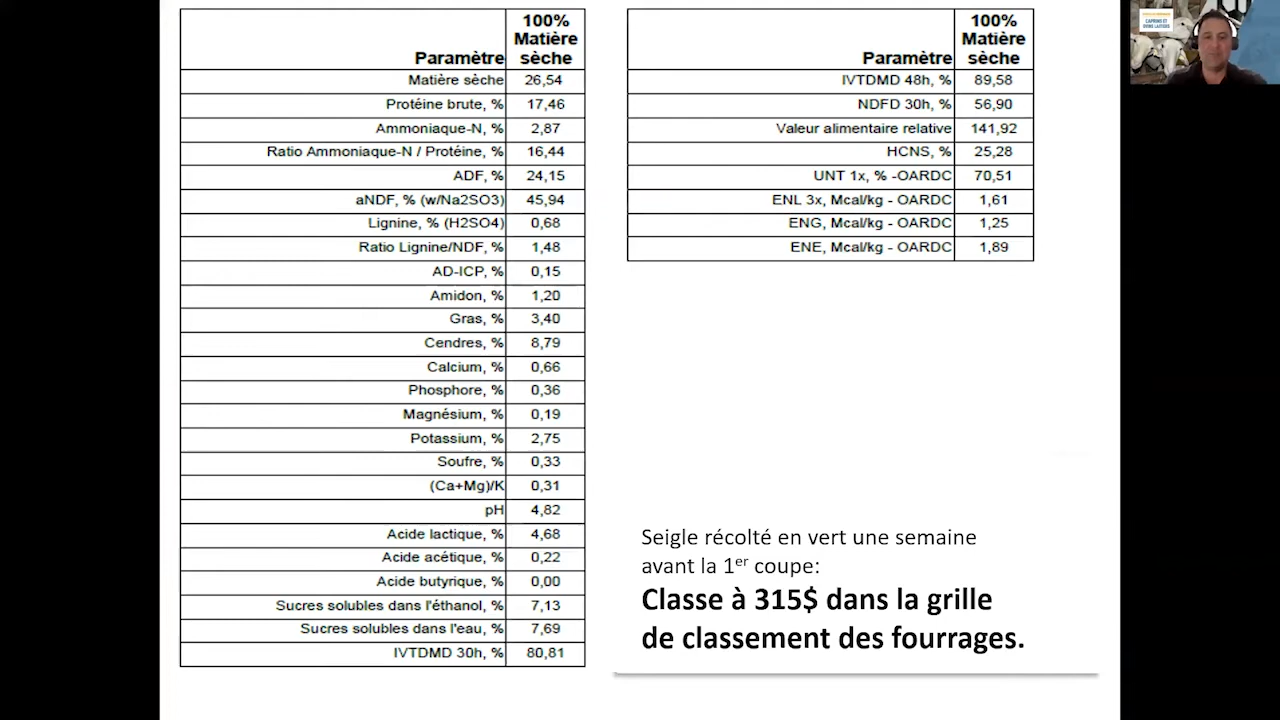 Paramètre 100% Matière sèche
Matière sèche 26,54
Protéine brute, % 17,46
Ammoniaque-N, % 2,87
Ratio Ammoniaque-N / Protéine, % 16,44
ADF, % 24,15
aNDF, % (w/Na2SO3) 45,94
Lignine, % (H2SO4) 0,68
Ratio Lignine/NDF, % 1,48
AD-ICP, % 0,15
Amidon, % 1,20
Gras, % 3,40
Cendres, % 8,79
Calcium, % 0,66
Phosphore, % 0,36
Magnésium, % 0,19
Potassium, % 2,75
Soufre, % 0,33
(Ca+Mg)/K 0,31
pH 4,82
Acide lactique, % 4,68
Acide acétique, % 0,22
Acide butyrique, % 0,00
Sucres solubles dans l'éthanol, % 7,13
Sucres solubles dans l'eau, % 7,69
IVTDMD 30h, % 80,81
Paramètre 100% Matière sèche
IVTDMD 48h, % 89,58
NDFD 30h, % 56,90
Valeur alimentaire relative 141,92
HCNS, % 25,28
UNT 1x, % -OARDC 70,51
ENL 3x, Mcal/kg - OARDC 1,61
ENG, Mcal/kg - OARDC 1,25
ENE, Mcal/kg - OARDC 1,89
Seigle récolté en vert une semaine
avant la 1er coupe:
Classe à 315$ dans la grille
de classement des fourrages.
CAPRINS ET
OVINS LAITIERS